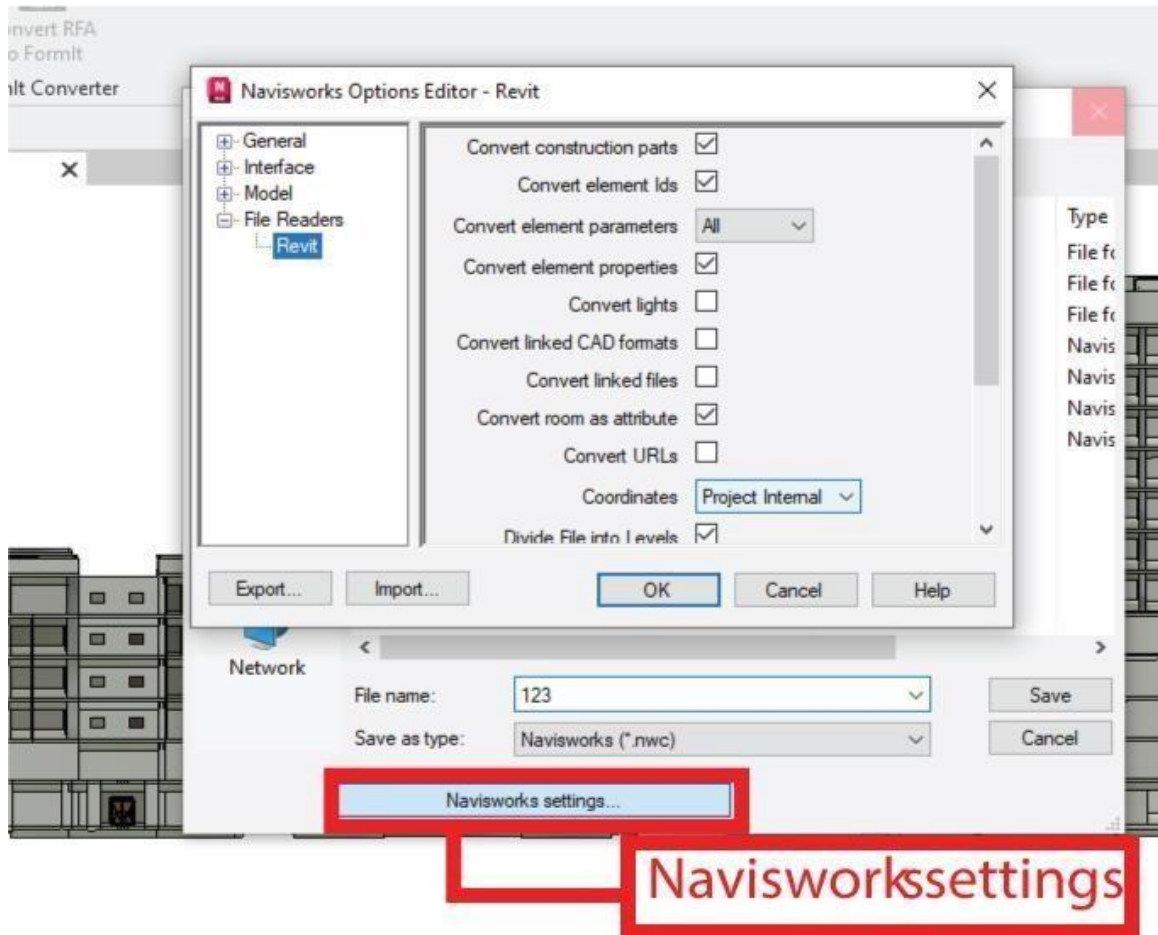 nvert RFA
o FormIt
nIt Converter
Navisworks Options Editor - Revit
General
Interface
Model
File Readers
Revit
Convert construction parts
Convert element Ids
Convert element parameters All
Convert element properties
Convert lights
Convert linked CAD formats
Convert linked files
Convert room as attribute
Convert URLs
Coordinates Project Internal
Divide File into Levels
Export... Import... OK Cancel Help
Type
File fo
File fo
File fo
Navis
Navis
Navis
Navis
Network
File name: 123 Save
Save as type: Navisworks (*.nwc) Cancel
Navisworks settings...
Navisworkssettings